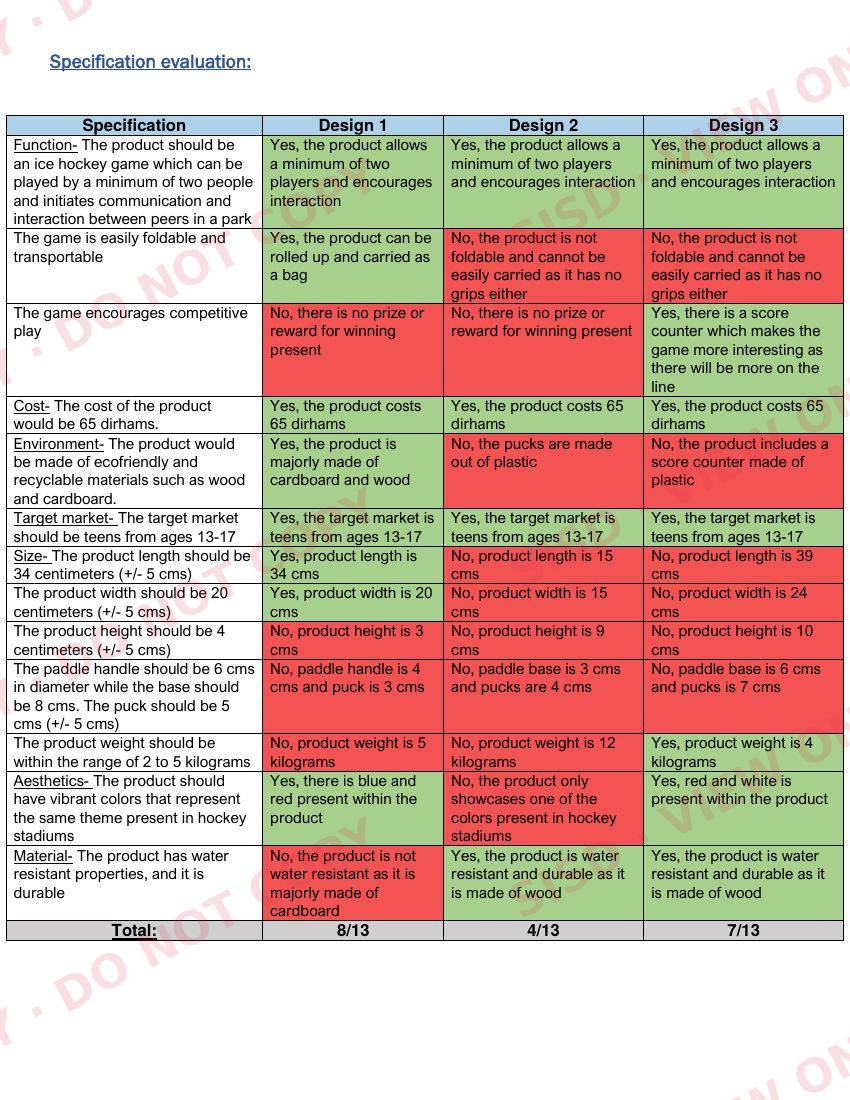 Specification evaluation:
Specification Design 1 Design 2 Design 3
Function- The product should be
an ice hockey game which can be
played by a minimum of two people
and initiates communication and
interaction between peers in a park
Yes, the product allows
a minimum of two
players and encourages
interaction
Yes, the product allows a
minimum of two players
and encourages interaction
Yes, the product allows a
minimum of two players
and encourages interaction
The game is easily foldable and
transportable
Yes, the product can be
rolled up and carried as
a bag
No, the product is not
foldable and cannot be
easily carried as it has no
grips either
No, the product is not
foldable and cannot be
easily carried as it has no
grips either
The game encourages competitive
play
No, there is no prize or
reward for winning
present
No, there is no prize or
reward for winning present
Yes, there is a score
counter which makes the
game more interesting as
there will be more on the
line
Cost- The cost of the product
would be 65 dirhams.
Yes, the product costs
65 dirhams
Yes, the product costs 65
dirhams
Yes, the product costs 65
dirhams
Environment- The product would
be made of ecofriendly and
recyclable materials such as wood
and cardboard.
Yes, the product is
majorly made of
cardboard and wood
No, the pucks are made
out of plastic
No, the product includes a
score counter made of
plastic
Target market- The target market
should be teens from ages 13-17
Yes, the target market is
teens from ages 13-17
Yes, the target market is
teens from ages 13-17
Yes, the target market is
teens from ages 13-17
Size- The product length should be
34 centimeters (+/- 5 cms)
Yes, product length is
34 cms
No, product length is 15
cms
No, product length is 39
cms
The product width should be 20
centimeters (+/- 5 cms)
Yes, product width is 20
cms
No, product width is 15
cms
No, product width is 24
cms
The product height should be 4
centimeters (+/- 5 cms)
No, product height is 3
cms
No, product height is 9
cms
No, product height is 10
cms
The paddle handle should be 6 cms
in diameter while the base should
be 8 cms. The puck should be 5
cms (+/- 5 cms)
No, paddle handle is 4
cms and puck is 3 cms
No, paddle base is 3 cms
and pucks are 4 cms
No, paddle base is 6 cms
and pucks is 7 cms
The product weight should be
within the range of 2 to 5 kilograms
No, product weight is 5
kilograms
No, product weight is 12
kilograms
Yes, product weight is 4
kilograms
Aesthetics- The product should
have vibrant colors that represent
the same theme present in hockey
stadiums
Yes, there is blue and
red present within the
product
No, the product only
showcases one of the
colors present in hockey
stadiums
Yes, red and white is
present within the product
Material- The product has water
resistant properties, and it is
durable
No, the product is not
water resistant as it is
majorly made of
cardboard
Yes, the product is water
resistant and durable as it
is made of wood
Yes, the product is water
resistant and durable as it
is made of wood
Total: 8/13 4/13 7/13
SISD · VIEW ON
Y · DO NOT COPY
SISD · VIEW ON
Y · DO NOT COPY
SISD · VIEW ON
Y · DO NOT COPY